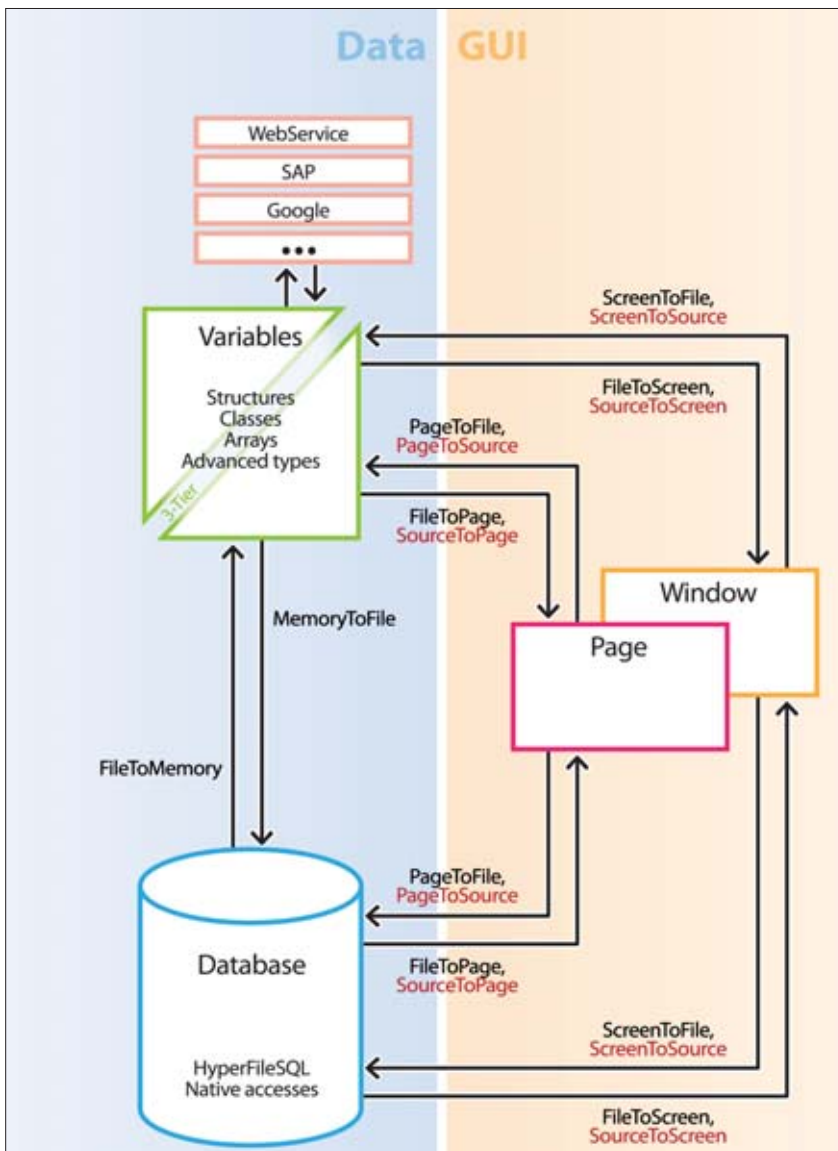 Data GUI
WebService
SAP
Google
•••
Variables
Structures
Classes
Arrays
Advanced types
3-Tier
ScreenToFile,
ScreenToSource
FileToScreen,
SourceToScreen
PageToFile,
PageToSource
FileToPage,
SourceToPage
Window
Page
MemoryToFile
FileToMemory
Database
HyperFileSQL
Native accesses
PageToFile,
PageToSource
FileToPage,
SourceToPage
ScreenToFile,
ScreenToSource
FileToScreen,
SourceToScreen